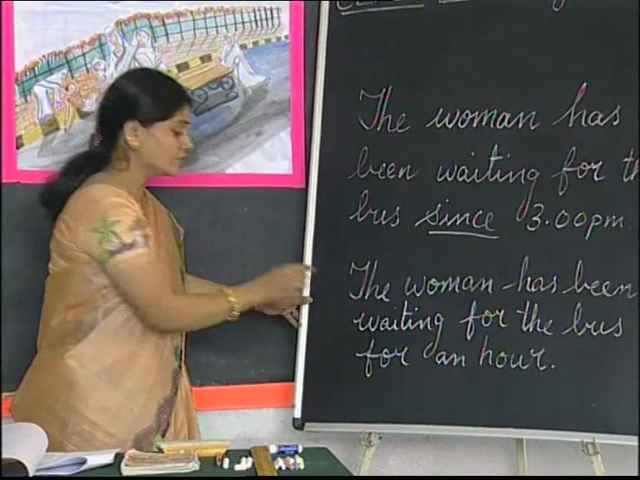 The woman has
been waiting for
bus since 3.00pm.
The woman has been
waiting for the bus
for an hour.